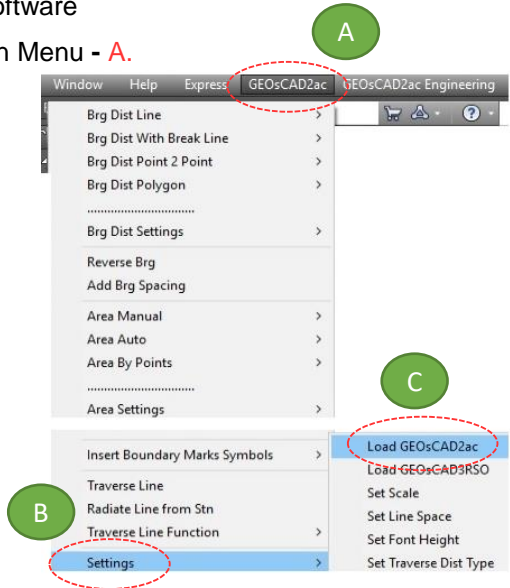 oftware
n Menu - A.
A
Window Help Express GEOsCAD2ac GEOsCAD2ac Engineering
Brg Dist Line >
Brg Dist With Break Line >
Brg Dist Point 2 Point >
Brg Dist Polygon >
................................
Brg Dist Settings >
Reverse Brg
Add Brg Spacing
Area Manual >
Area Auto >
Area By Points >
................................
Area Settings >
C
Insert Boundary Marks Symbols >
Traverse Line
Radiate Line from Stn
Traverse Line Function >
B
Settings >
Load GEOsCAD2ac
Load GEOsCAD3RSO
Set Scale
Set Line Space
Set Font Height
Set Traverse Dist Type